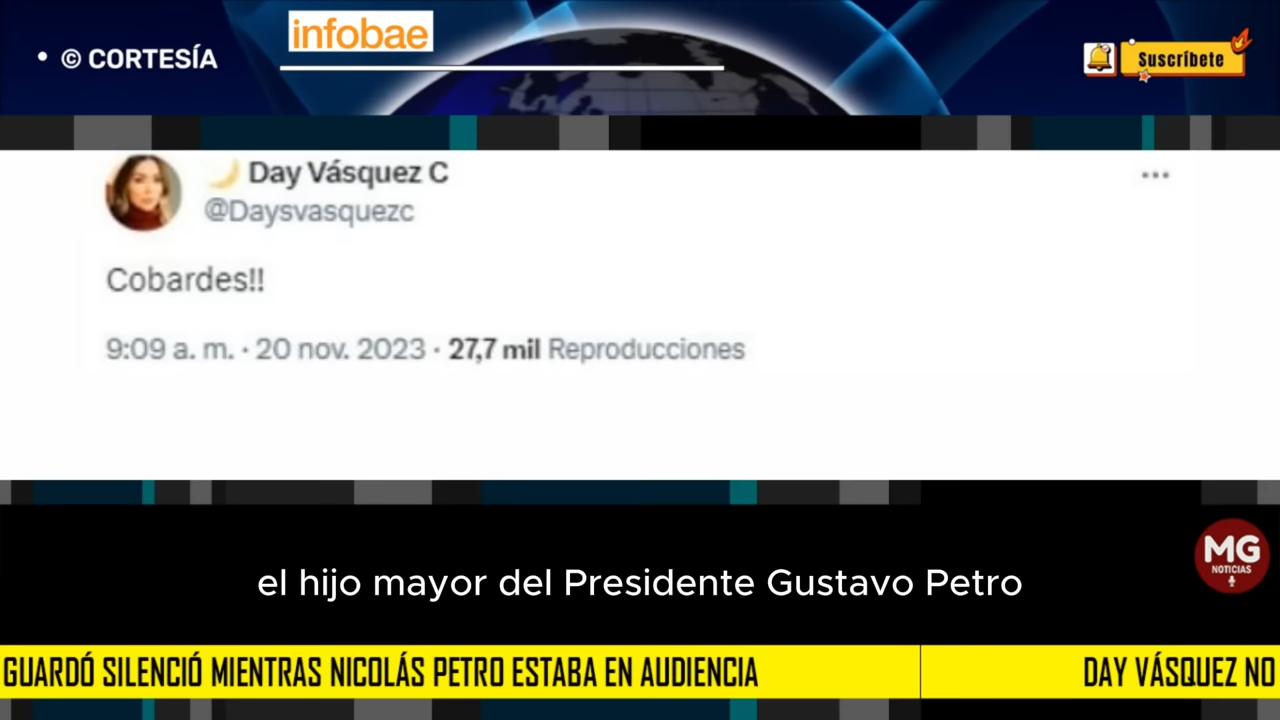 infobae
• © CORTESÍA
Suscríbete
Day Vásquez C
@Daysvasquezc
Cobardes!!
9:09 a. m. · 20 nov. 2023 · 27,7 mil Reproducciones
MG
NOTICIAS
el hijo mayor del Presidente Gustavo Petro
GUARDÓ SILENCIÓ MIENTRAS NICOLÁS PETRO ESTABA EN AUDIENCIA
DAY VÁSQUEZ NO